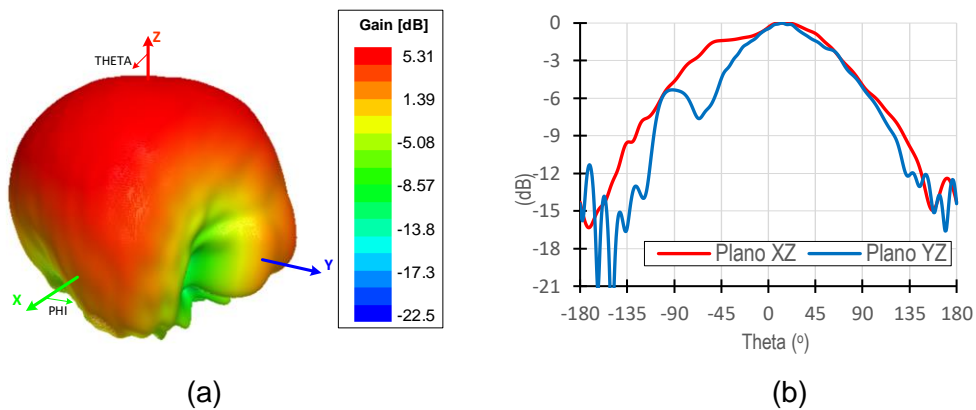 Gain [dB]
5.31
1.39
-5.08
-8.57
-13.8
-17.3
-22.5
Z
THETA
X
PHI
Y
(a)
0
-3
-6
-9
-12
-15
-18
-21
(dB)
Plano XZ Plano YZ
-180 -135 -90 -45 0 45 90 135 180
Theta (º)
(b)